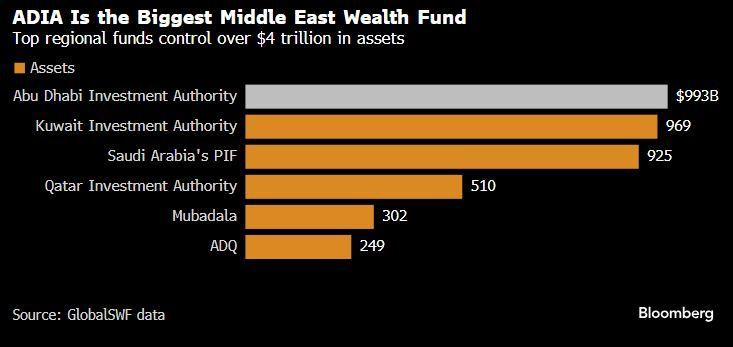 ADIA Is the Biggest Middle East Wealth Fund
Top regional funds control over $4 trillion in assets
Assets
Abu Dhabi Investment Authority $993B
Kuwait Investment Authority 969
Saudi Arabia's PIF 925
Qatar Investment Authority 510
Mubadala 302
ADQ 249
Source: GlobalSWF data Bloomberg